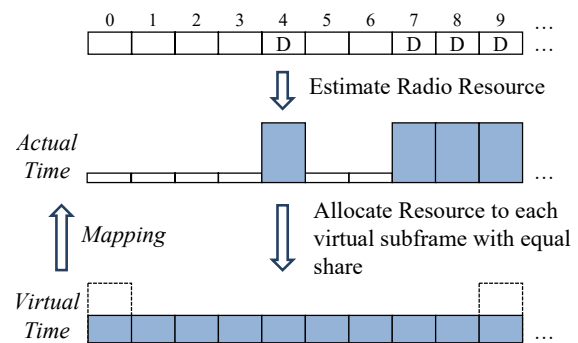 0 1 2 3 4 5 6 7 8 9 ...
D D D D ...
Estimate Radio Resource
Actual
Time
...
Mapping
Allocate Resource to each
virtual subframe with equal
share
Virtual
Time
...